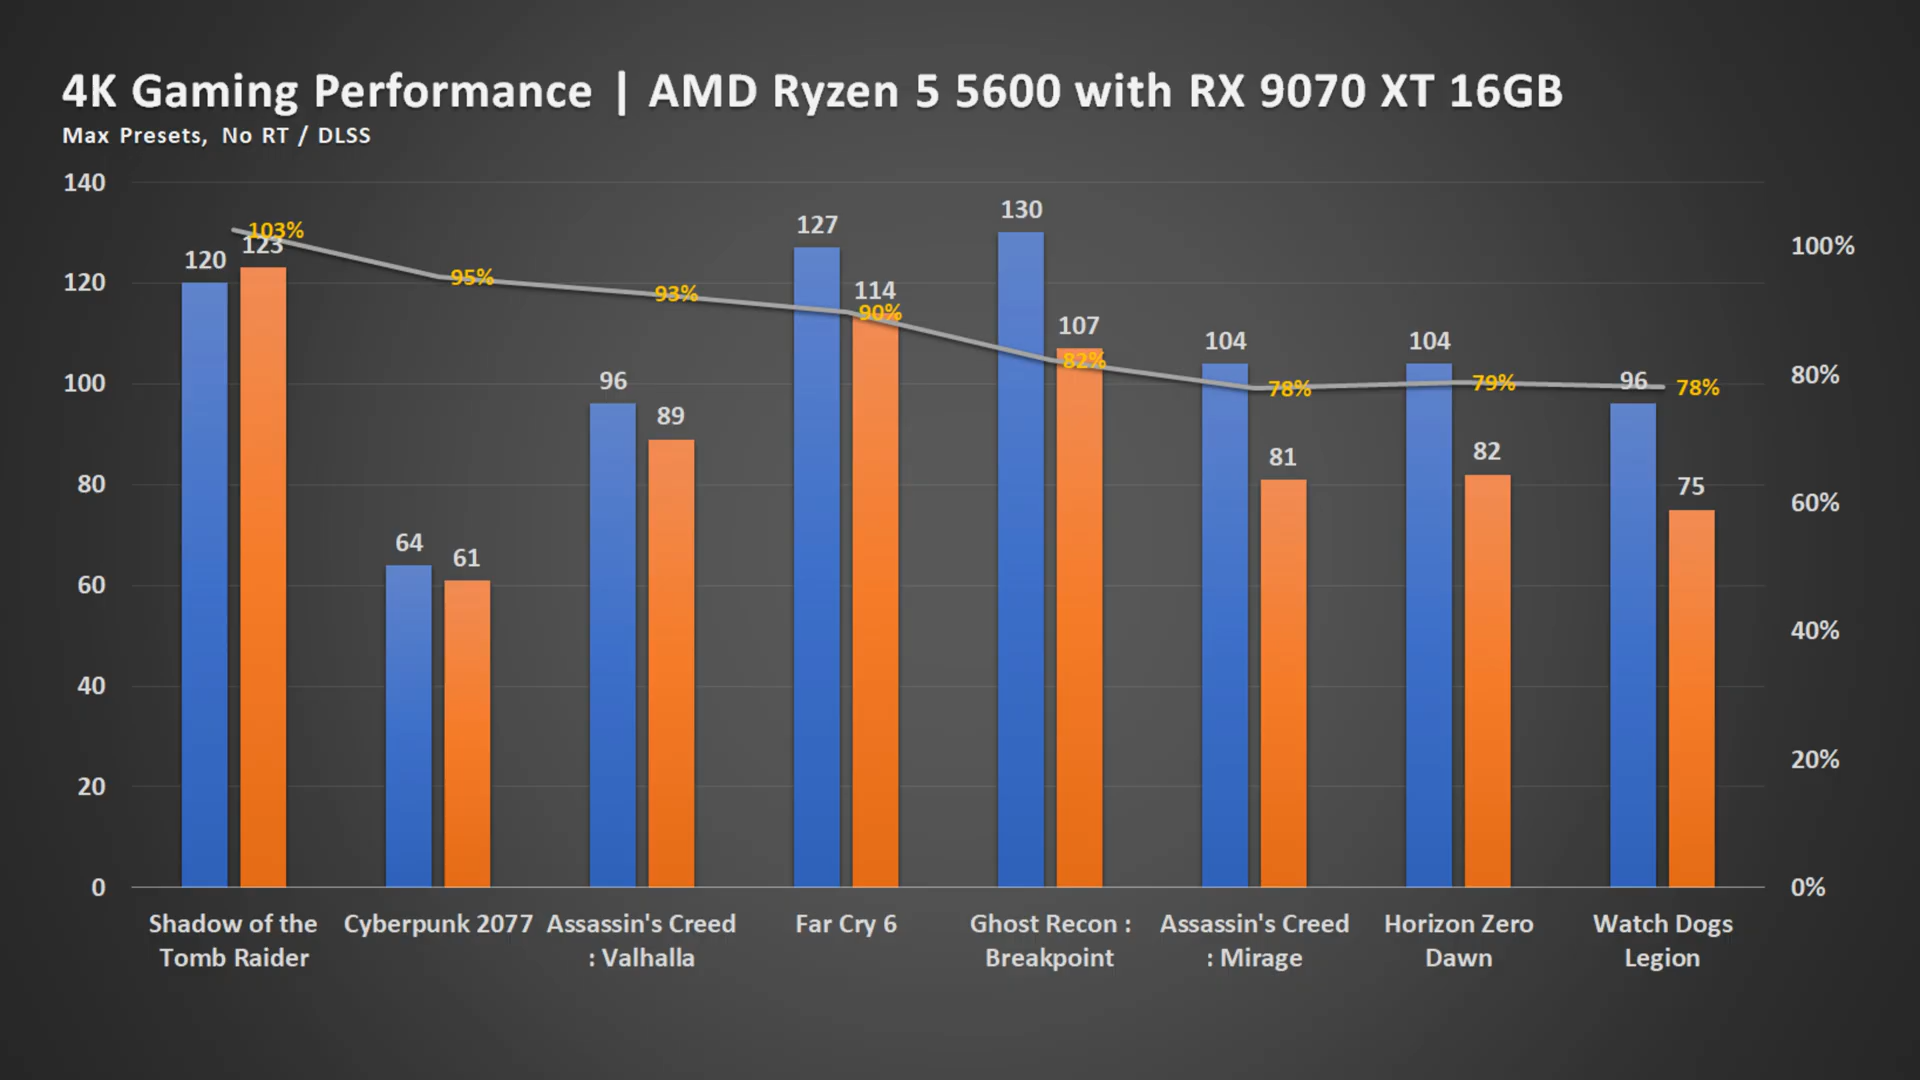 4K Gaming Performance | AMD Ryzen 5 5600 with RX 9070 XT 16GB
Max Presets, No RT / DLSS
140
120
100
80
60
40
20
0
100%
80%
60%
40%
20%
0%
120 123 103%
64 61 95%
96 89 93%
127 114 90%
130 107 82%
104 81 78%
104 82 79%
96 75 78%
Shadow of the
Tomb Raider
Cyberpunk 2077
Assassin's Creed
: Valhalla
Far Cry 6
Ghost Recon :
Breakpoint
Assassin's Creed
: Mirage
Horizon Zero
Dawn
Watch Dogs
Legion